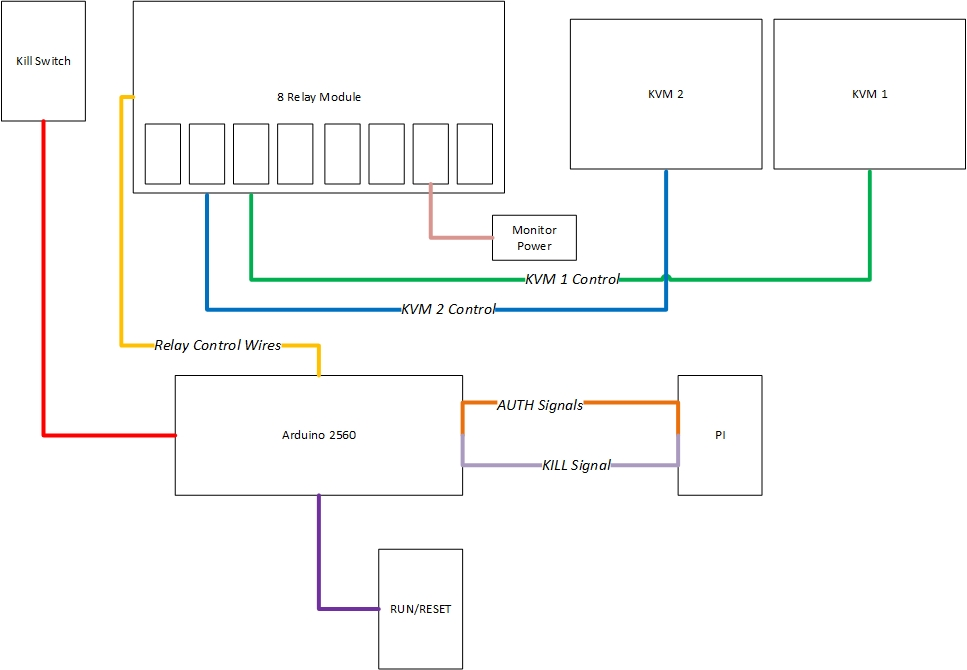 Kill Switch
8 Relay Module
KVM 2
KVM 1
Monitor
Power
KVM 1 Control
KVM 2 Control
Relay Control Wires
Arduino 2560
AUTH Signals
KILL Signal
PI
RUN/RESET